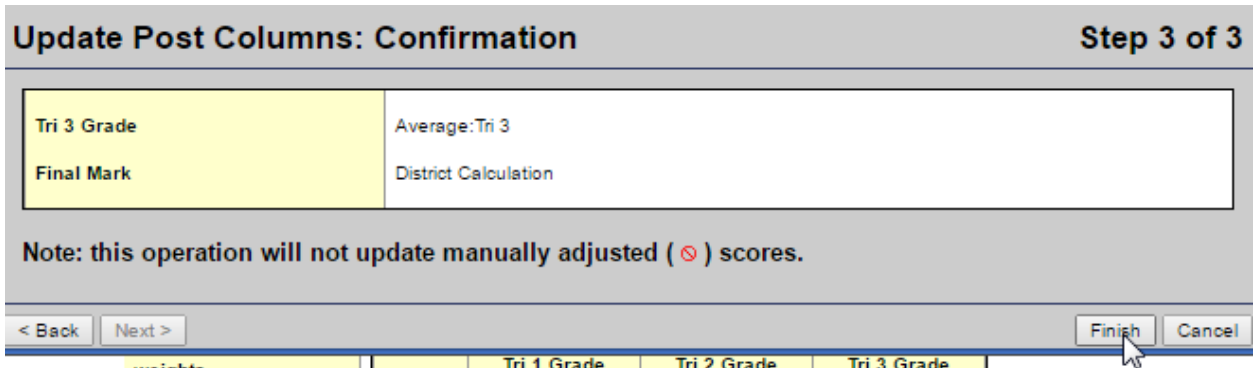 Update Post Columns: Confirmation Step 3 of 3
Tri 3 Grade Average:Tri 3
Final Mark District Calculation
Note: this operation will not update manually adjusted ( ) scores.
< Back Next > Finish Cancel
weights Tri 1 Grade Tri 2 Grade Tri 3 Grade